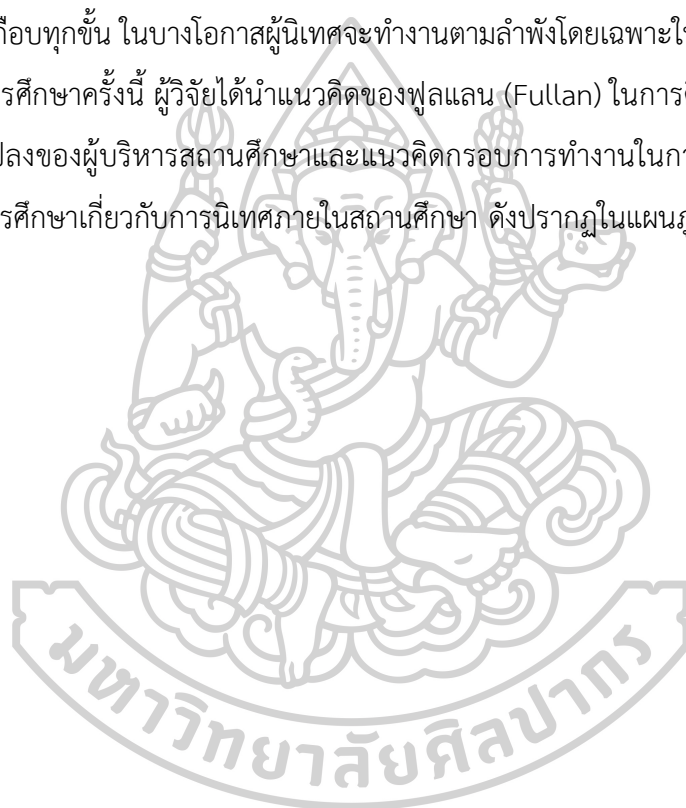 กือบทุกขั้น ในบางโอกาสผู้นิเทศจะทำงานตามลำพังโดยเฉพาะใ
รศึกษาครั้งนี้ ผู้วิจัยได้นำแนวคิดของฟูลแลน (Fullan) ในการ
ปลงของผู้บริหารสถานศึกษาและแนวคิดกรอบการทำงานในกา
รศึกษาเกี่ยวกับการนิเทศภายในสถานศึกษา ดังปรากฏในแผนภู
มหาวิทยาลัยศิลปากร